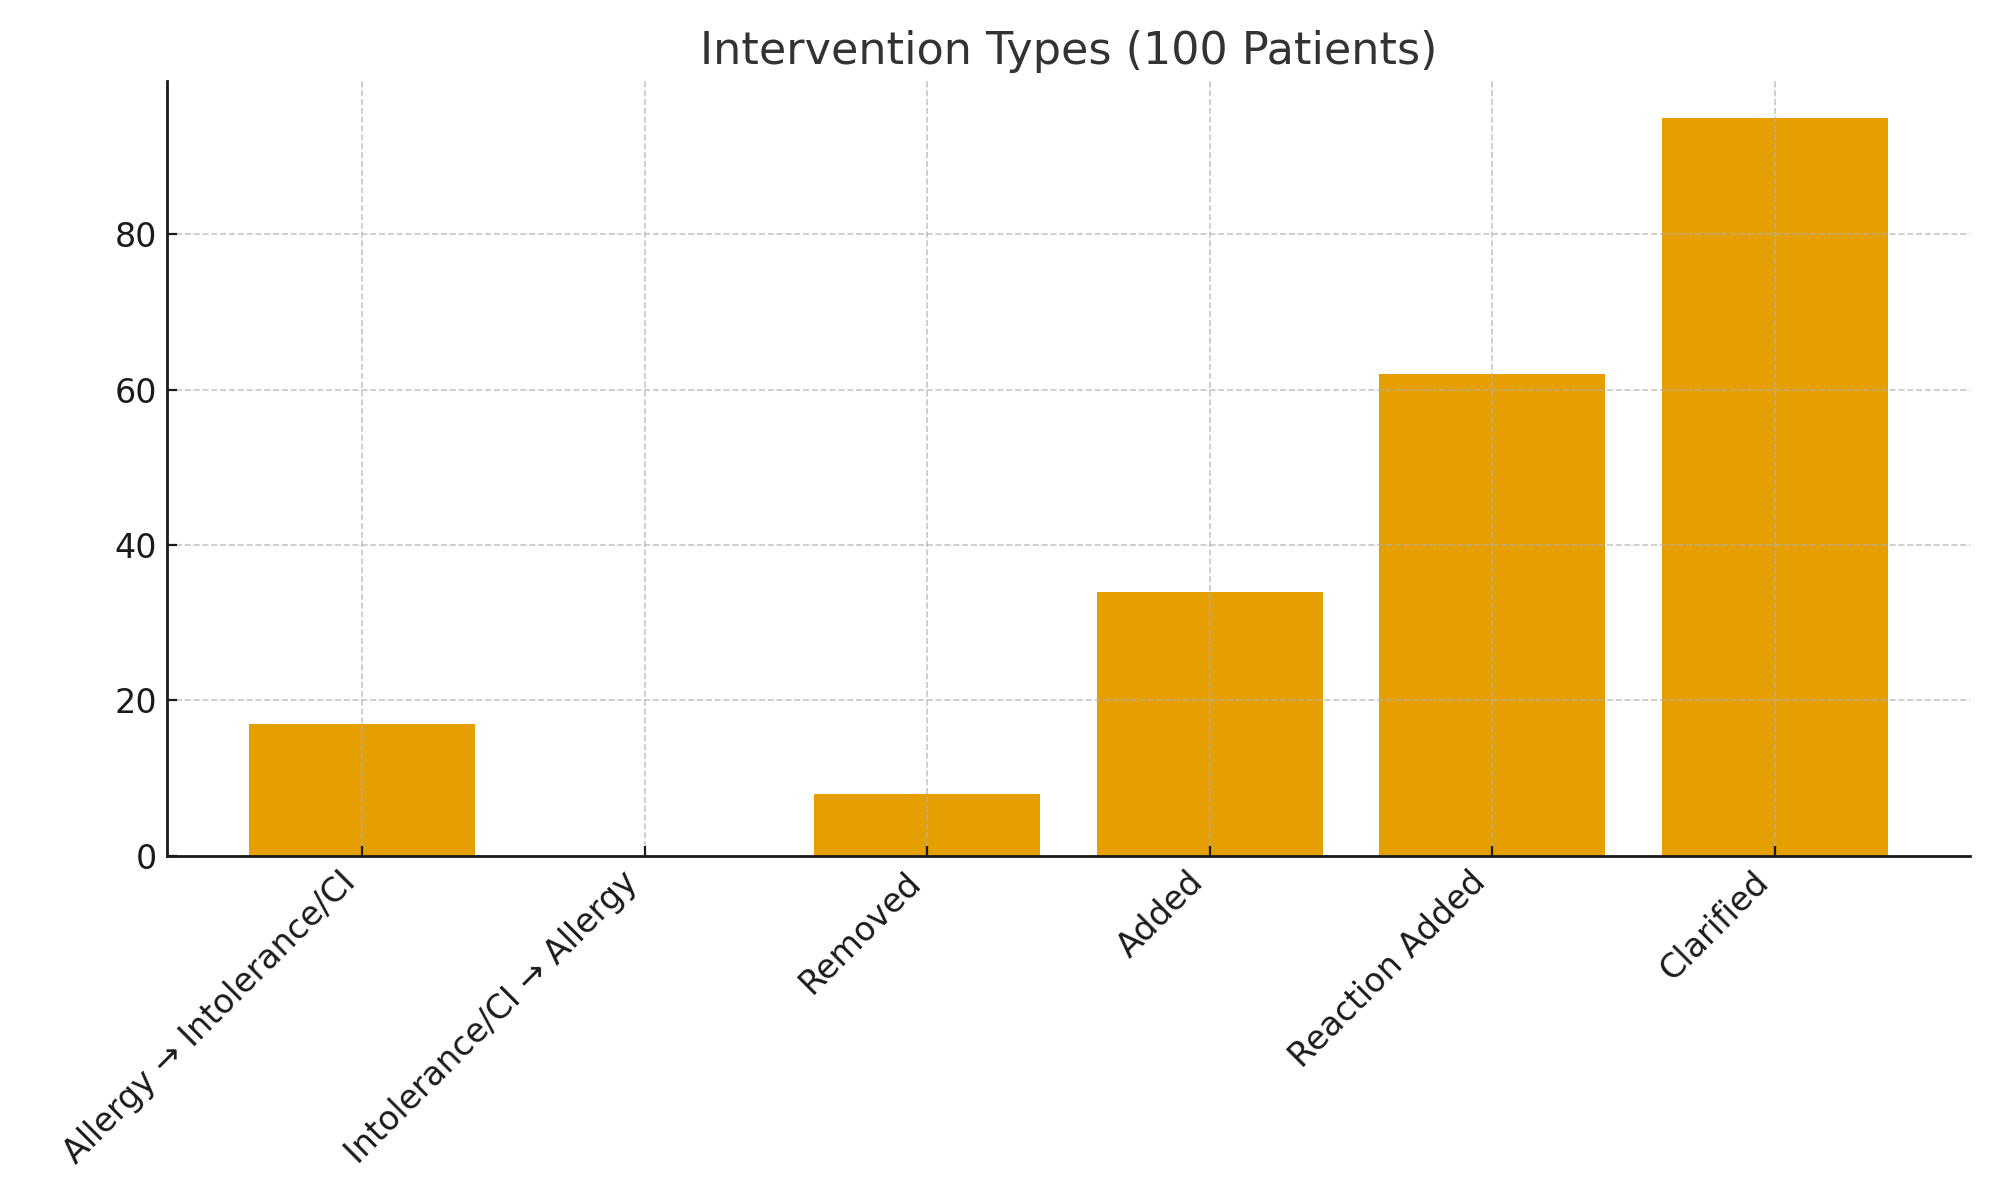 Intervention Types (100 Patients)
80
60
40
20
0
Allergy → Intolerance/CI
Intolerance/CI → Allergy
Removed
Added
Reaction Added
Clarified